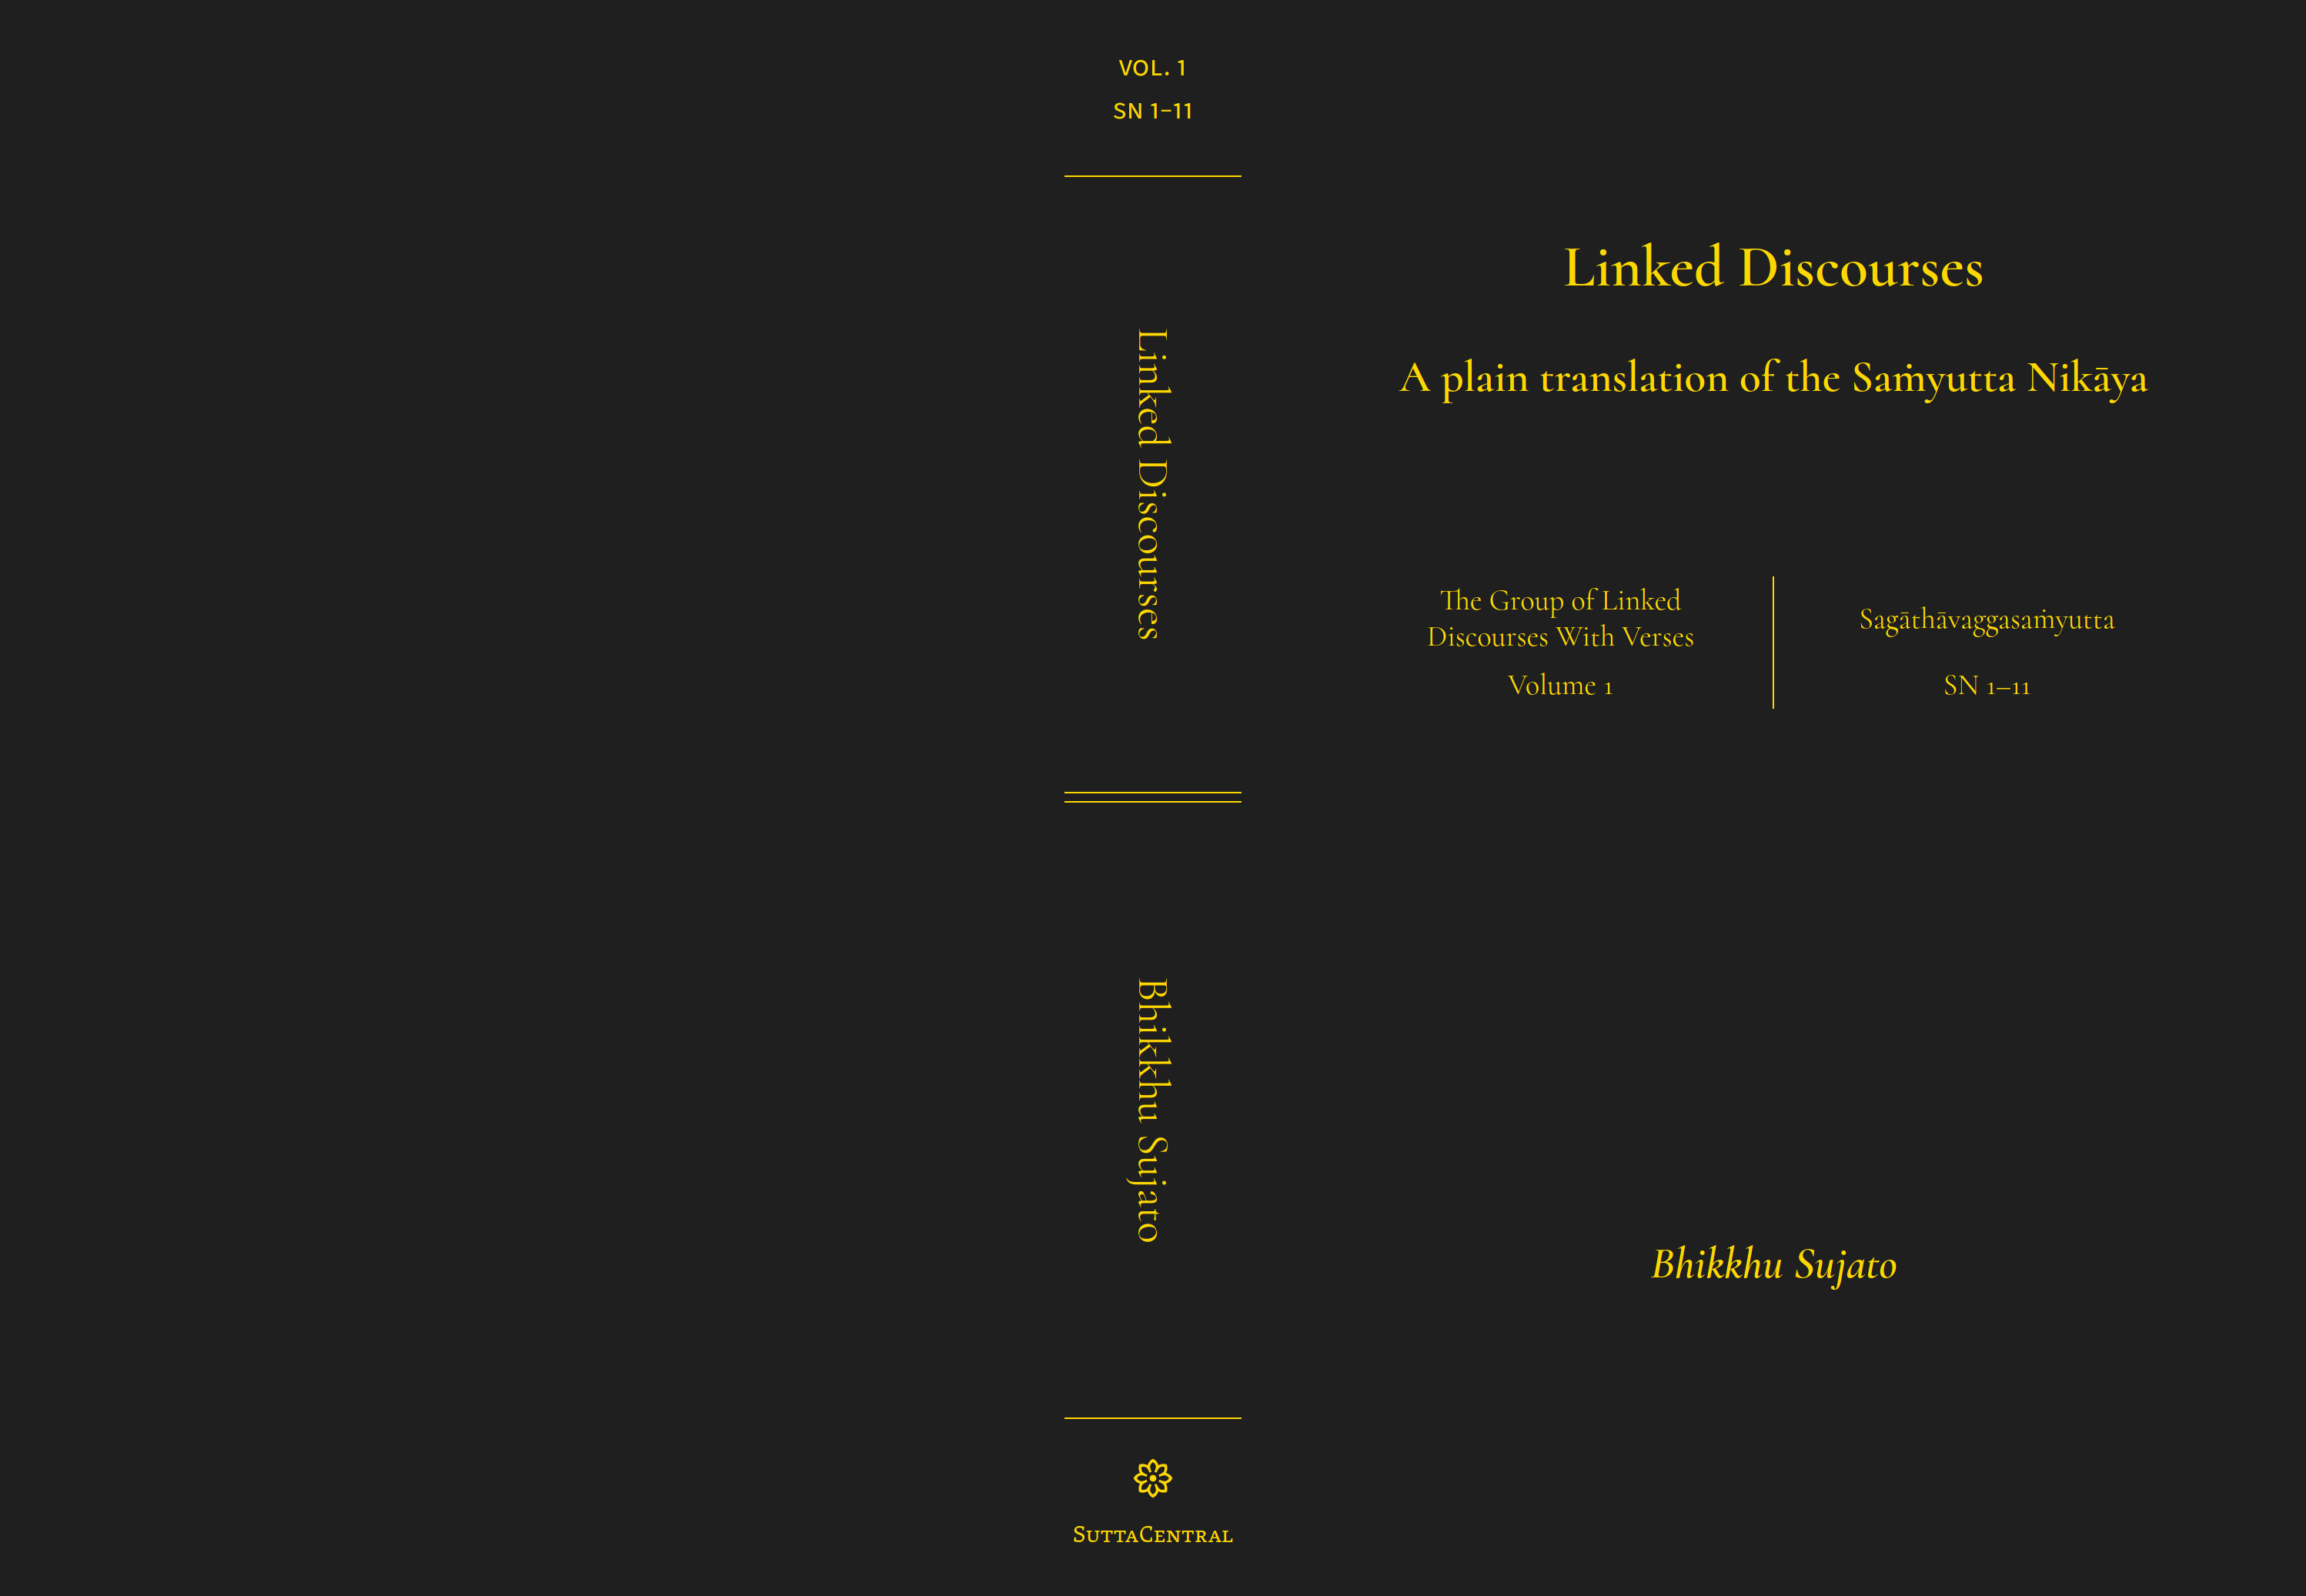 VOL. 1
SN 1–11
Linked Discourses
Bhikkhu Sujato
SuttaCentral
Linked Discourses
A plain translation of the Saṁyutta Nikāya
The Group of Linked
Discourses With Verses
Volume 1
Sagāthāvaggasaṁyutta
SN 1–11
Bhikkhu Sujato